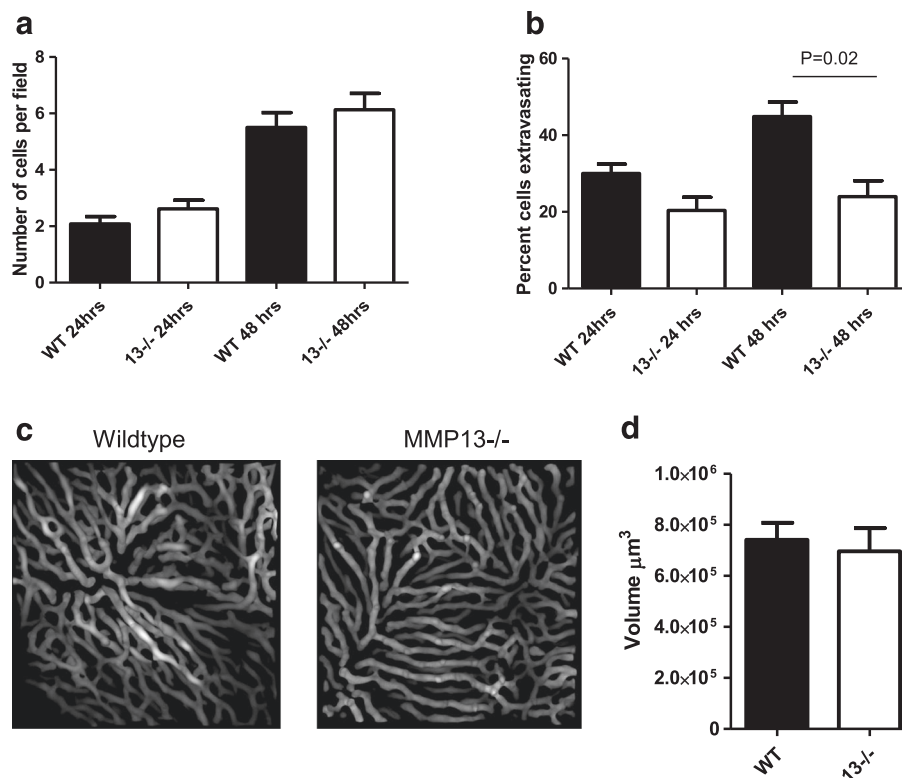 a
Number of cells per field
8
6
4
2
0
WT 24hrs
13-/- 24hrs
WT 48 hrs
13-/- 48hrs
b
Percent cells extravasating
60
40
20
0
P=0.02
WT 24hrs
13-/- 24 hrs
WT 48 hrs
13-/- 48 hrs
c
Wildtype
MMP13-/-
d
Volume μm³
1.0×10⁶
8.0×10⁵
6.0×10⁵
4.0×10⁵
2.0×10⁵
0
WT
13-/-